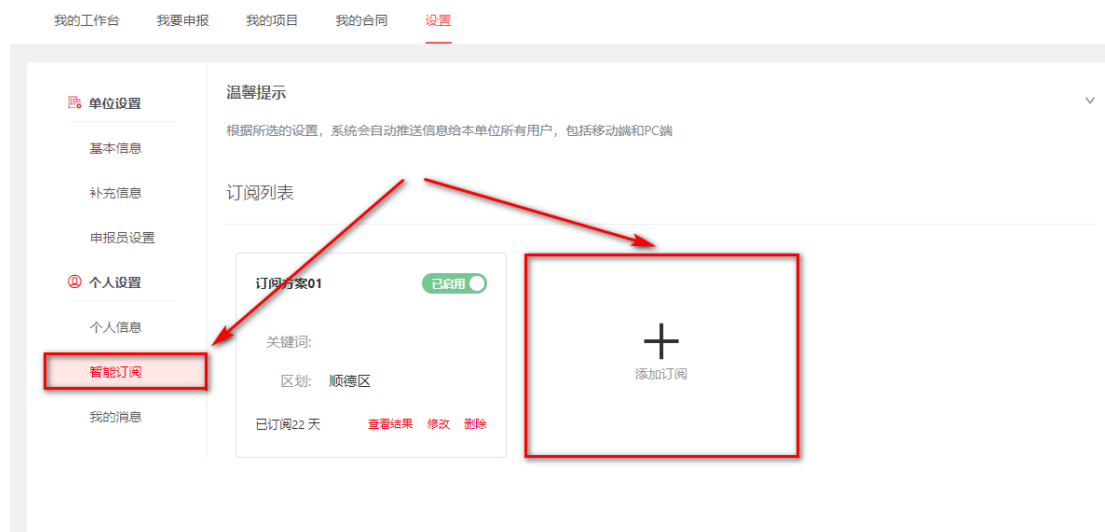 我的工作台 我要申报 我的项目 我的合同 设置
单位设置
基本信息
补充信息
申报员设置
个人设置
个人信息
智能订阅
我的消息
温馨提示
根据所选的设置，系统会自动推送信息给本单位所有用户，包括移动端和PC端
订阅列表
订阅方案01 已启用
关键词:
区划: 顺德区
已订阅22 天 查看结果 修改 删除
添加订阅